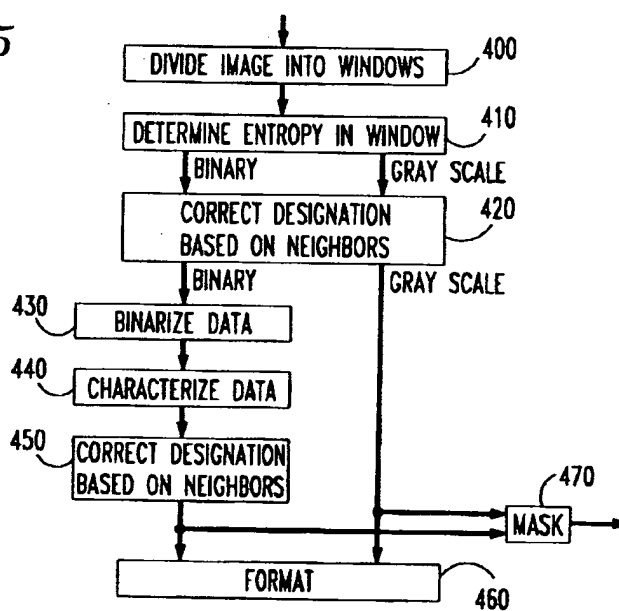 5
DIVIDE IMAGE INTO WINDOWS
400
DETERMINE ENTROPY IN WINDOW
410
BINARY
GRAY SCALE
CORRECT DESIGNATION
BASED ON NEIGHBORS
420
BINARY
GRAY SCALE
430
BINARIZE DATA
440
CHARACTERIZE DATA
450
CORRECT DESIGNATION
BASED ON NEIGHBORS
470
MASK
FORMAT
460